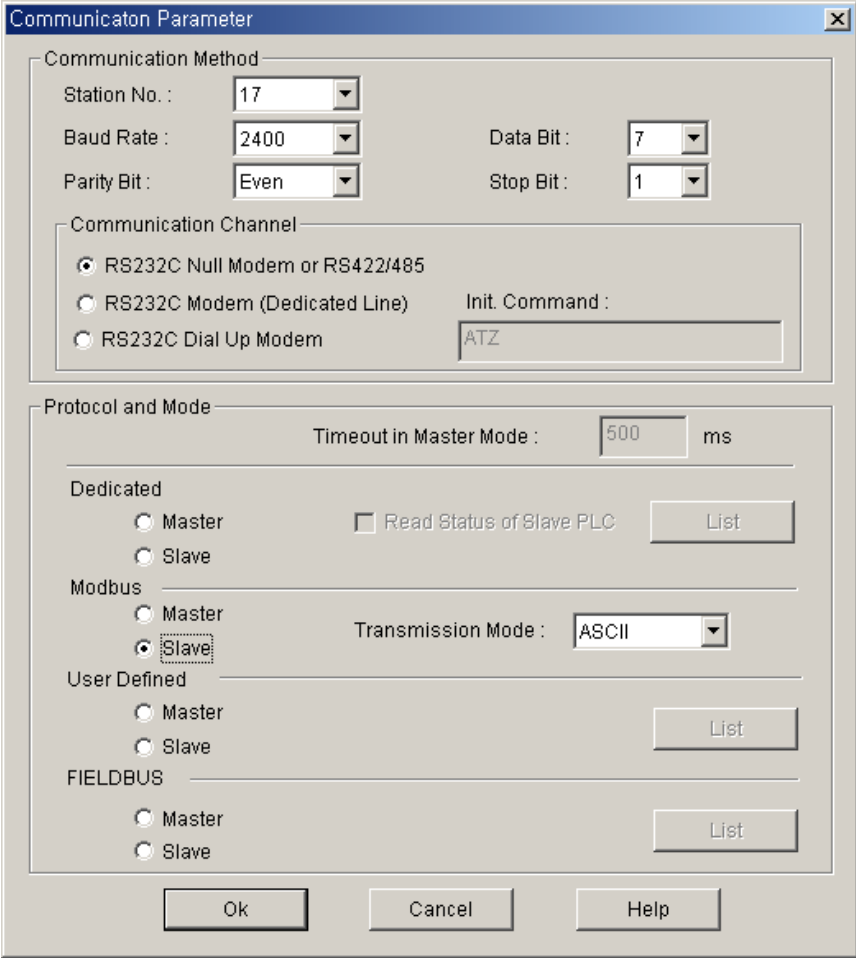 Communicaton Parameter
Communication Method
Station No. : 17
Baud Rate : 2400 Data Bit : 7
Parity Bit : Even Stop Bit : 1
Communication Channel
RS232C Null Modem or RS422/485
RS232C Modem (Dedicated Line) Init. Command :
RS232C Dial Up Modem ATZ
Protocol and Mode
Timeout in Master Mode : 500 ms
Dedicated
Master Read Status of Slave PLC List
Slave
Modbus
Master
Transmission Mode : ASCII
Slave
User Defined
Master
List
Slave
FIELDBUS
Master
List
Slave
Ok Cancel Help